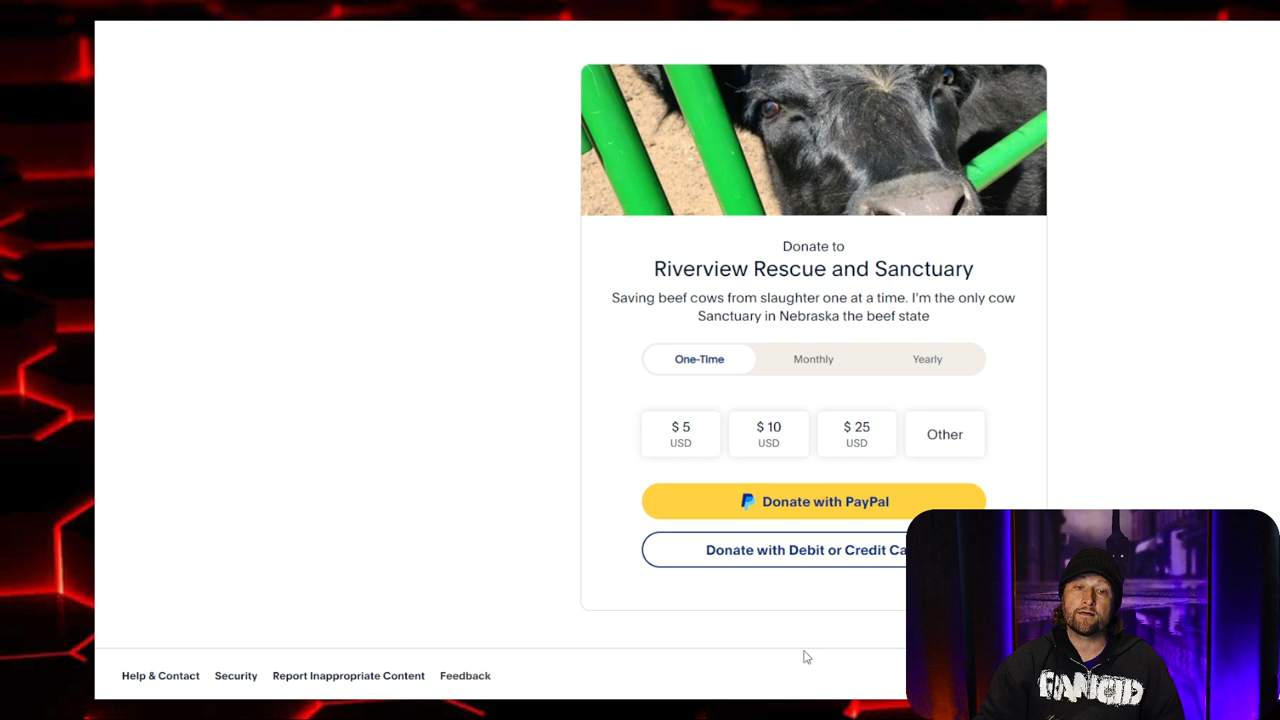 Donate to
Riverview Rescue and Sanctuary
Saving beef cows from slaughter one at a time. I'm the only cow
Sanctuary in Nebraska the beef state
One-Time Monthly Yearly
$ 5 $ 10 $ 25 Other
USD USD USD
Donate with PayPal
Donate with Debit or Credit Ca
Help & Contact Security Report Inappropriate Content Feedback
RANCID